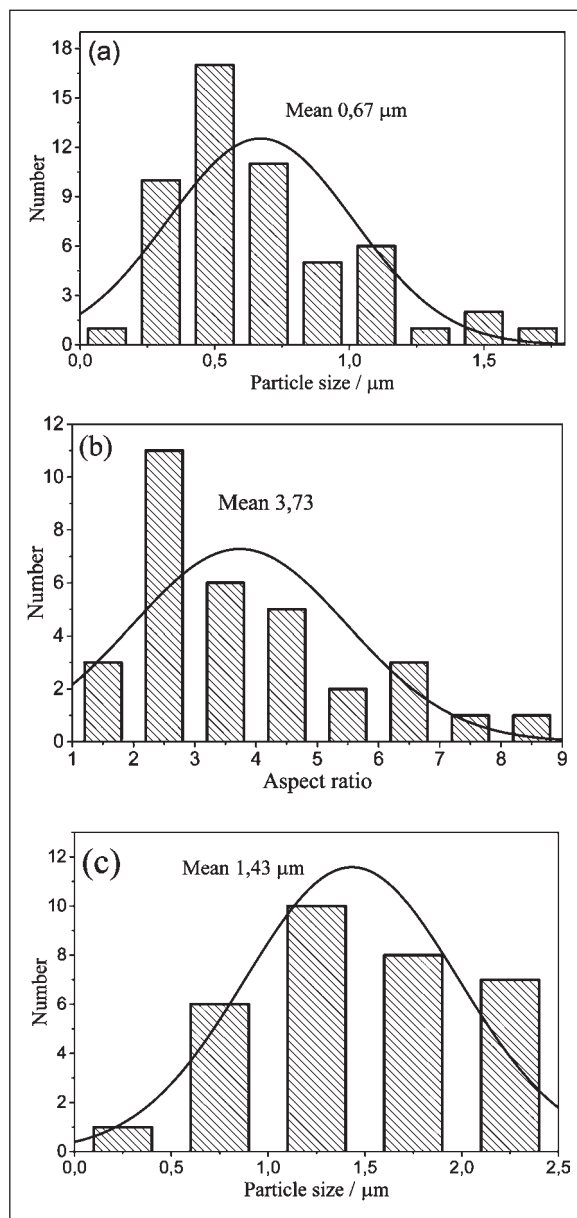 (a)
Mean 0,67 μm
18
15
12
9
6
3
0
Number
0,0 0,5 1,0 1,5
Particle size / μm
(b)
Mean 3,73
12
10
8
6
4
2
0
Number
1 2 3 4 5 6 7 8 9
Aspect ratio
(c)
Mean 1,43 μm
12
10
8
6
4
2
0
Number
0,0 0,5 1,0 1,5 2,0 2,5
Particle size / μm